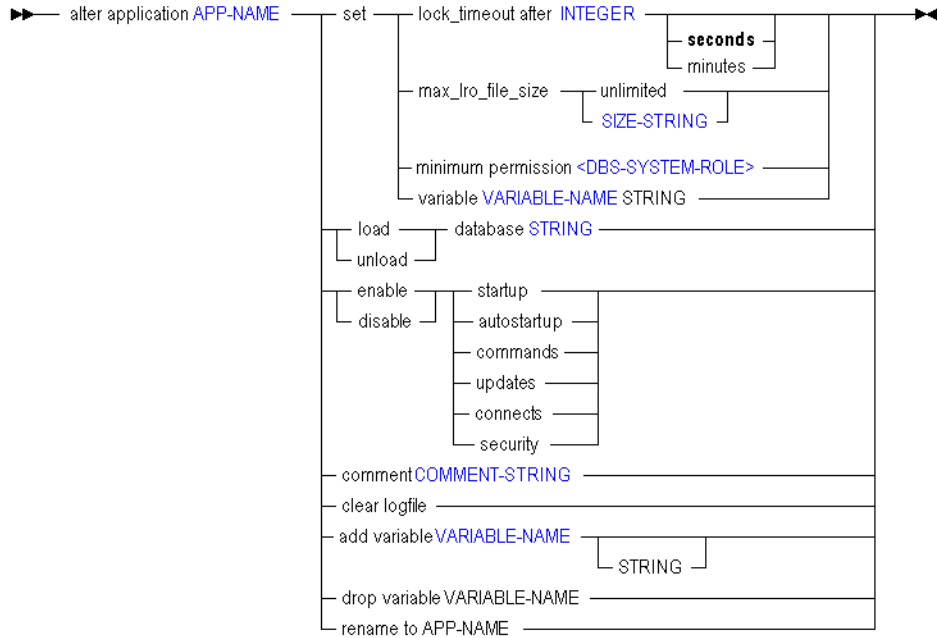 alter application APP-NAME set lock_timeout after INTEGER
seconds
minutes
max_lro_file_size unlimited
SIZE-STRING
minimum permission <DBS-SYSTEM-ROLE>
variable VARIABLE-NAME STRING
load database STRING
unload
enable startup
disable autostartup
commands
updates
connects
security
comment COMMENT-STRING
clear logfile
add variable VARIABLE-NAME
STRING
drop variable VARIABLE-NAME
rename to APP-NAME